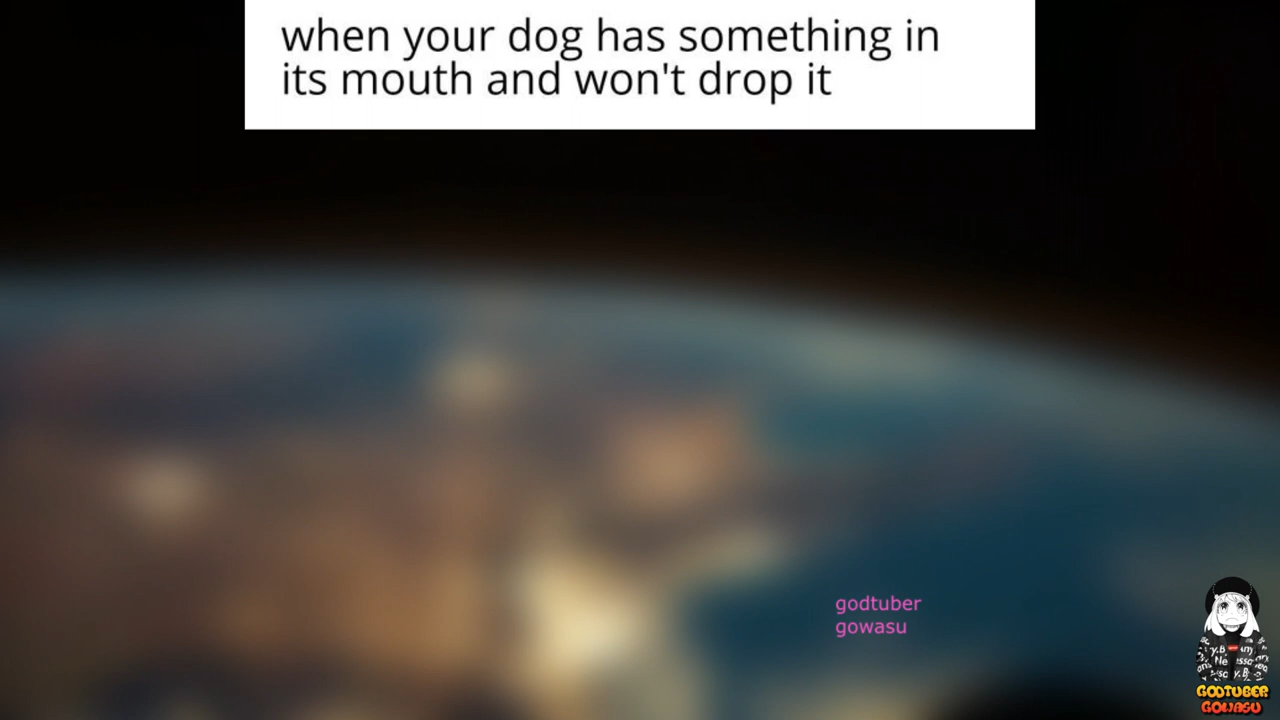 when your dog has something in
its mouth and won't drop it
godtuber
gowasu
GODTUBER
GOWASU